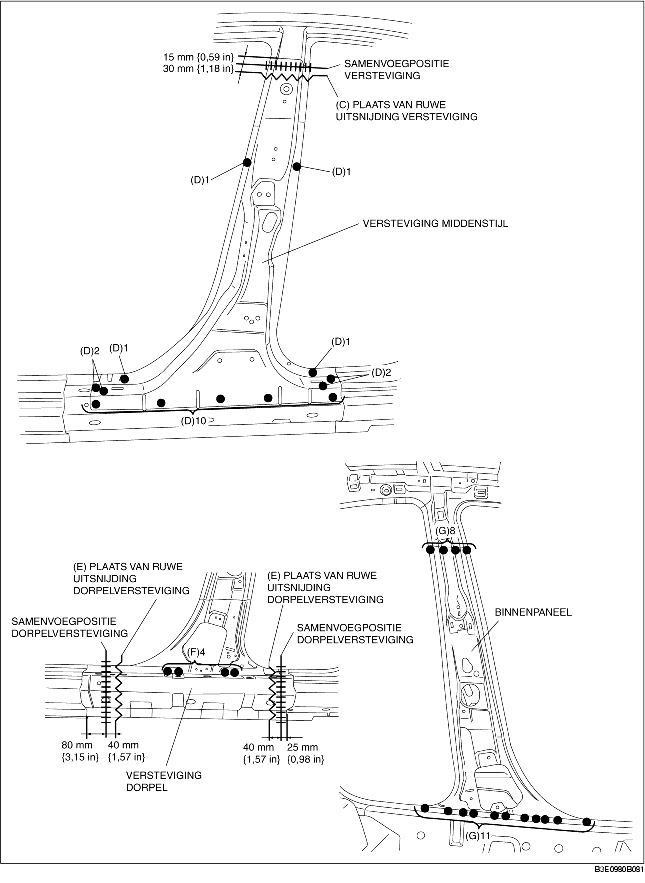 15 mm {0,59 in}
30 mm {1,18 in}
SAMENVOEGPOSITIE
VERSTEVIGING
(C) PLAATS VAN RUWE
UITSNIJDING VERSTEVIGING
(D)1
(D)1
VERSTEVIGING MIDDENSTIJL
(D)2
(D)1
(D)1
(D)2
(D)10
(G)8
BINNENPANEEL
(G)11
(E) PLAATS VAN RUWE
UITSNIJDING
DORPELVERSTEVIGING
(E) PLAATS VAN RUWE
UITSNIJDING
DORPELVERSTEVIGING
SAMENVOEGPOSITIE
DORPELVERSTEVIGING
SAMENVOEGPOSITIE
DORPELVERSTEVIGING
(F)4
80 mm
{3,15 in}
40 mm
{1,57 in}
40 mm
{1,57 in}
25 mm
{0,98 in}
VERSTEVIGING
DORPEL
B3E0980B081